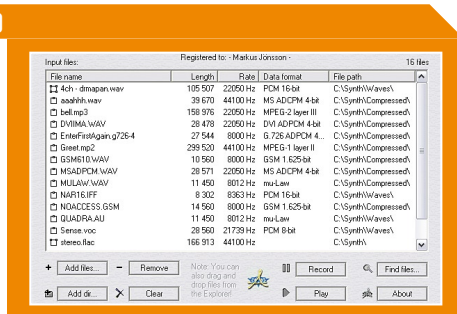 Input files: Registered to: - Markus Jönsson - 16 files
File name Length Rate Data format File path
4ch - drmapan.wav 105 507 22050 Hz PCM 16-bit C:\Synth\Waves\
aaahhh.wav 39 670 44100 Hz MS ADCPM 4-bit C:\Synth\Compressed\
bell.mp3 158 976 22050 Hz MPEG-2 layer III C:\Synth\Compressed\
DVIIMA.WAV 28 478 22050 Hz DVI ADPCM 4-bit C:\Synth\Compressed\
EnterFirstAgain.g726-4 27 544 8000 Hz G.726 ADPCM 4... C:\Synth\Compressed\
Greet.mp2 299 520 44100 Hz MPEG-1 layer II C:\Synth\Compressed\
GSM610.WAV 10 560 8000 Hz GSM 1.625-bit C:\Synth\Compressed\
MSADPCM.WAV 28 571 22050 Hz MS ADCPM 4-bit C:\Synth\Compressed\
MULAW.WAV 11 450 8012 Hz mu-Law C:\Synth\Compressed\
NAR16.IFF 8 302 8363 Hz PCM 16-bit C:\Synth\Waves\
NOACCESS.GSM 14 560 8000 Hz GSM 1.625-bit C:\Synth\Compressed\
QUADRA.AU 11 450 8012 Hz mu-Law C:\Synth\Waves\
Sense.voc 28 560 21739 Hz PCM 8-bit C:\Synth\Waves\
stereo.flac 166 913 44100 Hz C:\Synth\
+ Add files... - Remove Note: You can Record Find files...
also drag and
drop files from
Add dir... Clear the Explorer! Play About